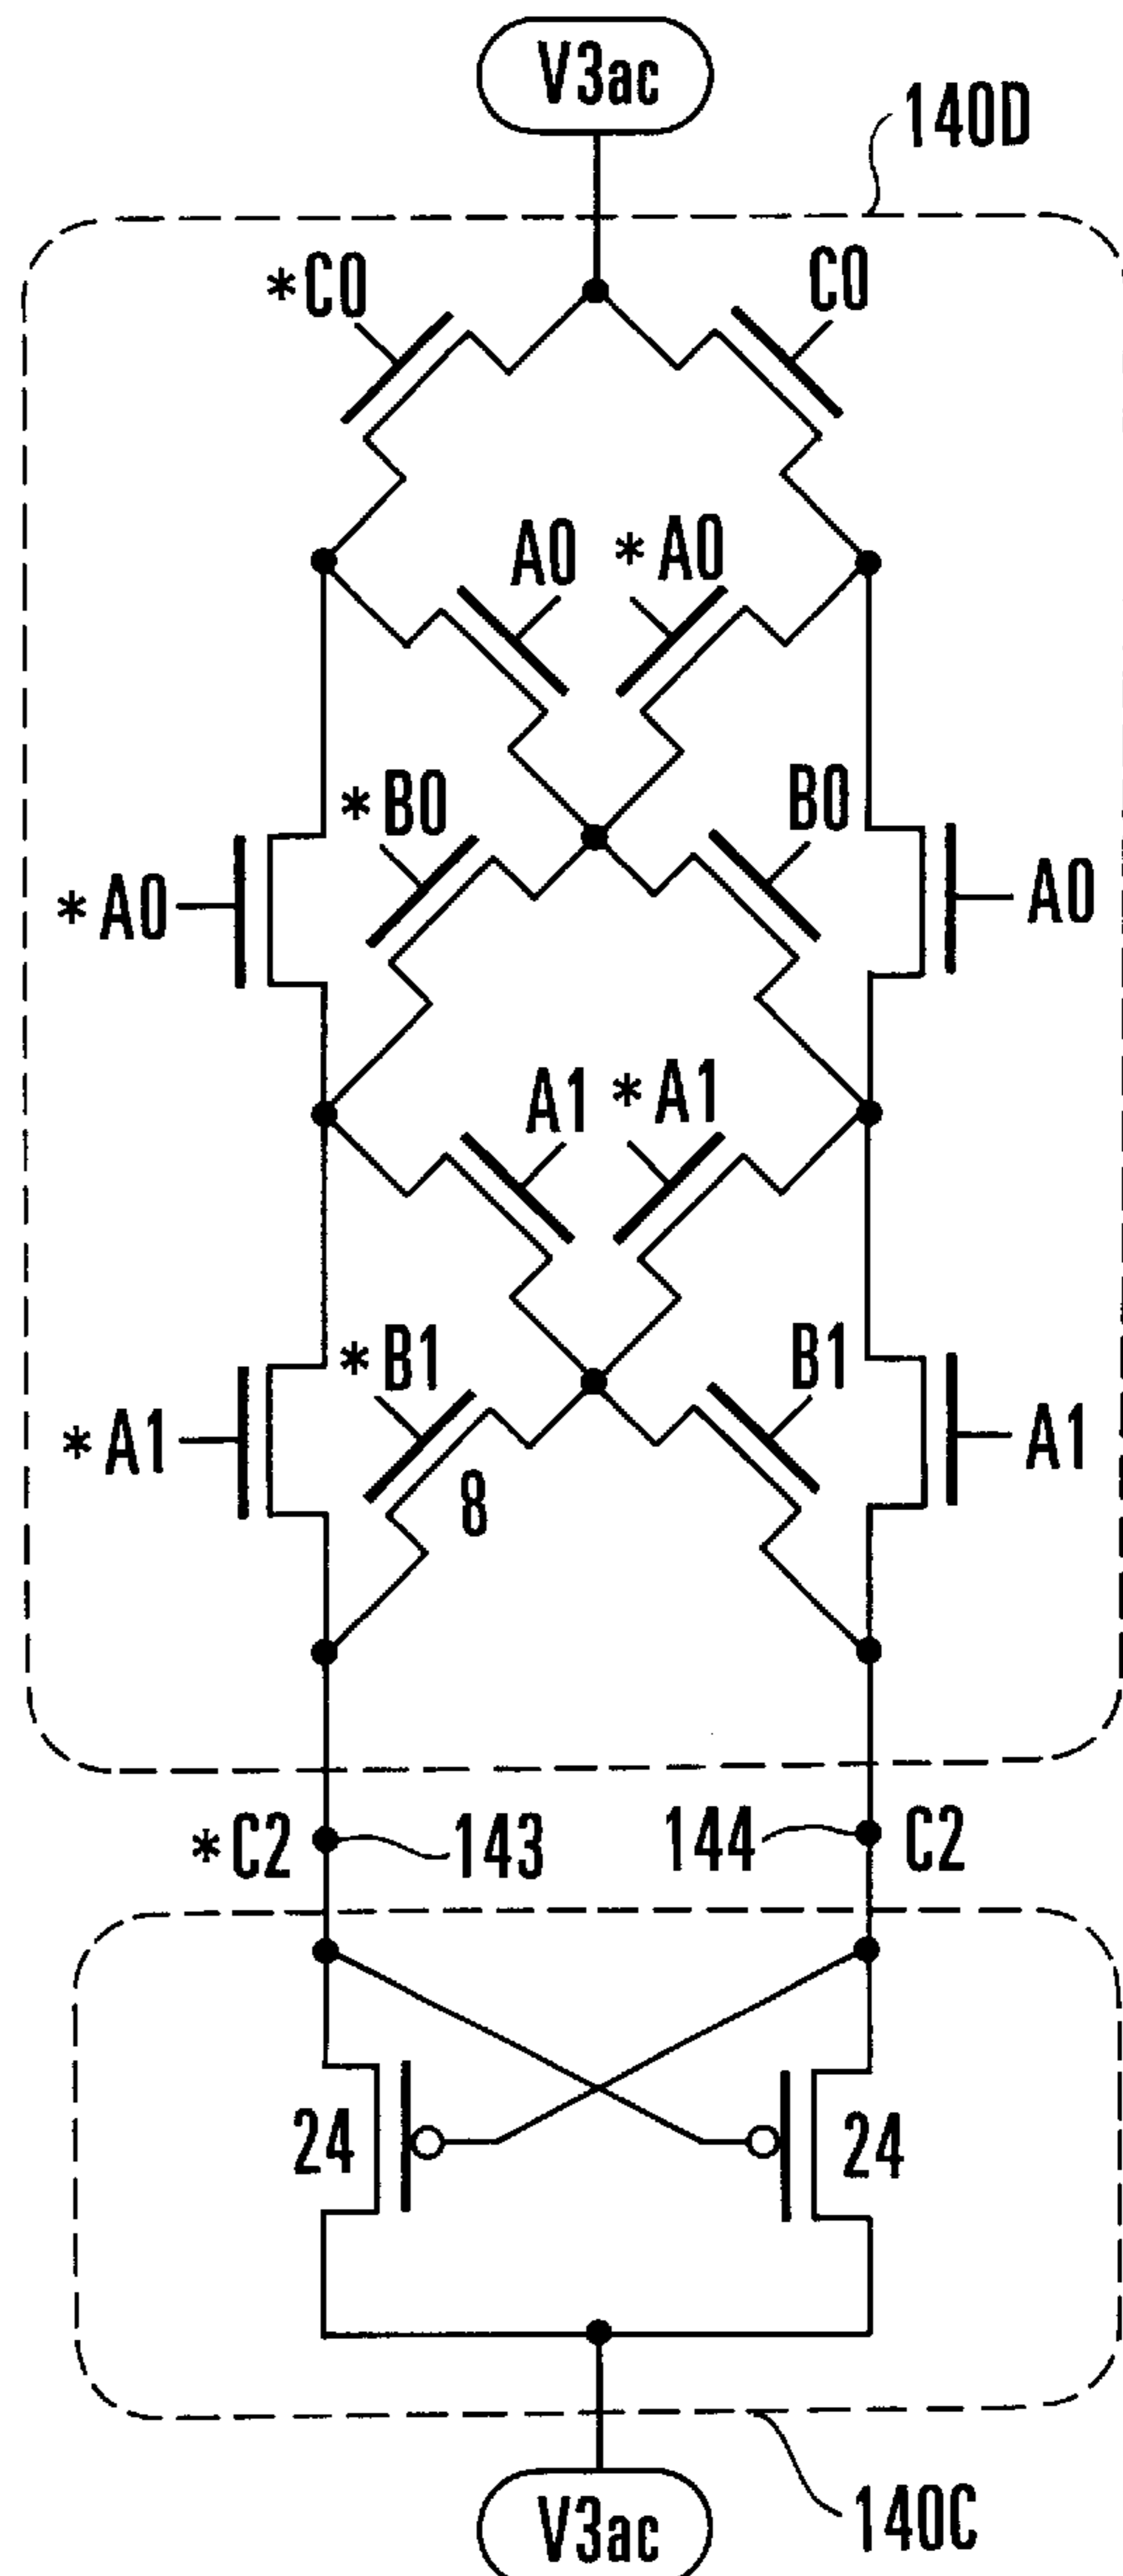 V3ac
140D
*C0 C0
A0 *A0
*B0 B0
*A0 A0
A1 *A1
*B1 B1
*A1 A1
8
*C2 143 144 C2
24 24
140C
V3ac